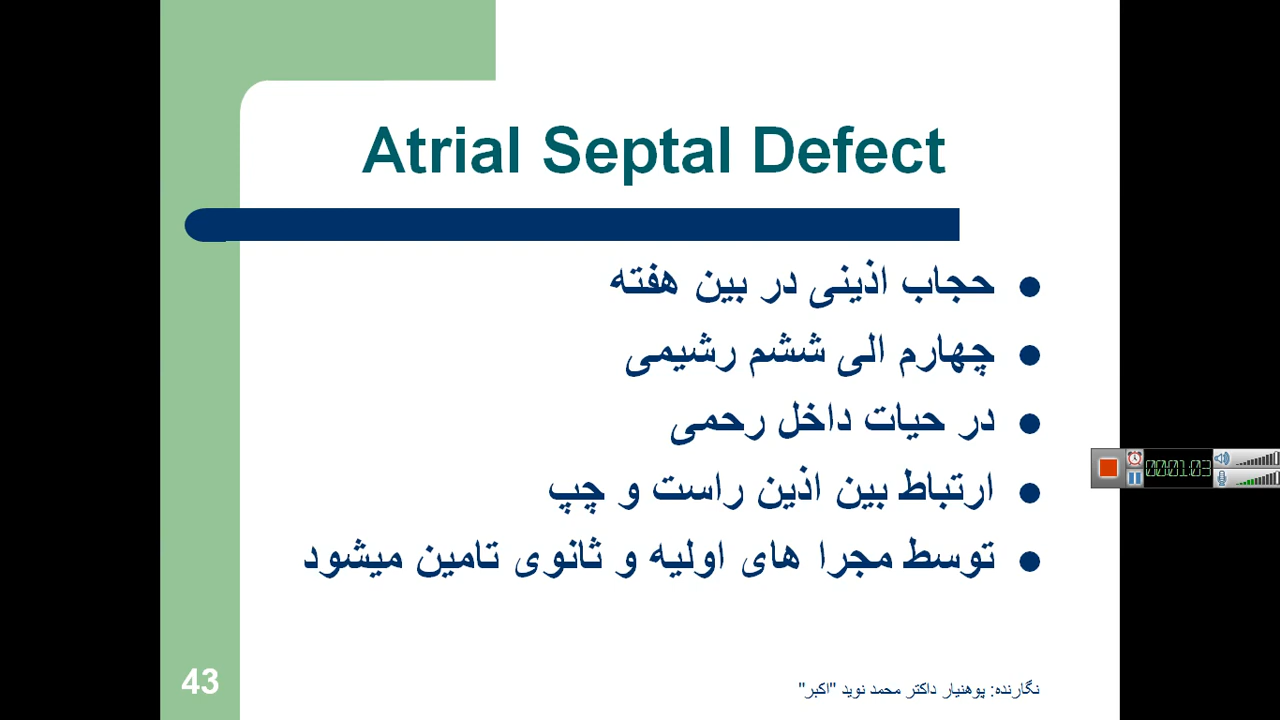 Atrial Septal Defect
حجاب اذینی در بین هفته
چهارم الی ششم رشیمی
در حیات داخل رحمی
ارتباط بین اذین راست و چپ
توسط مجرا های اولیه و ثانوی تامین میشود
00:01:03
43
نگارنده: پوهنیار داکتر محمد نوید "اکبر"